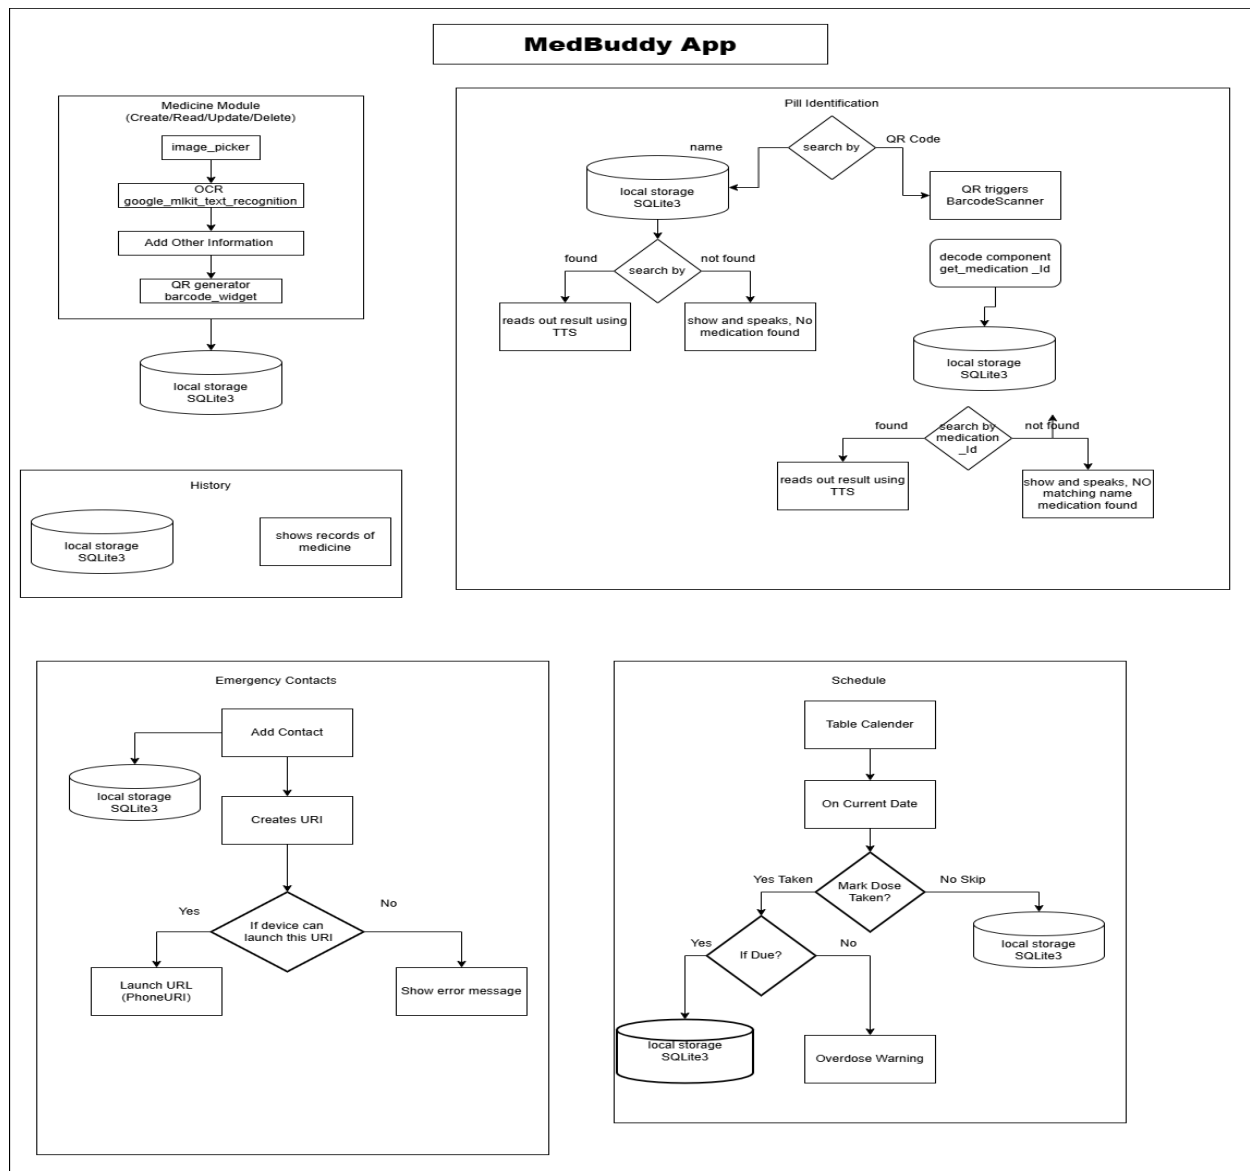 MedBuddy App
Medicine Module
(Create/Read/Update/Delete)
image_picker
OCR
google_mlkit_text_recognition
Add Other Information
QR generator
barcode_widget
local storage
SQLite3
Pill Identification
search by
name
QR Code
local storage
SQLite3
QR triggers
BarcodeScanner
search by
found
not found
reads out result using
TTS
show and speaks, No
medication found
decode component
get_medication _Id
local storage
SQLite3
found
search by
medication
_Id
not found
reads out result using
TTS
show and speaks, NO
matching name
medication found
History
local storage
SQLite3
shows records of
medicine
Emergency Contacts
Add Contact
local storage
SQLite3
Creates URI
Yes
No
If device can
launch this URI
Launch URL
(PhoneURI)
Show error message
Schedule
Table Calender
On Current Date
Yes Taken
Mark Dose
Taken?
No Skip
local storage
SQLite3
Yes
If Due?
No
local storage
SQLite3
Overdose Warning